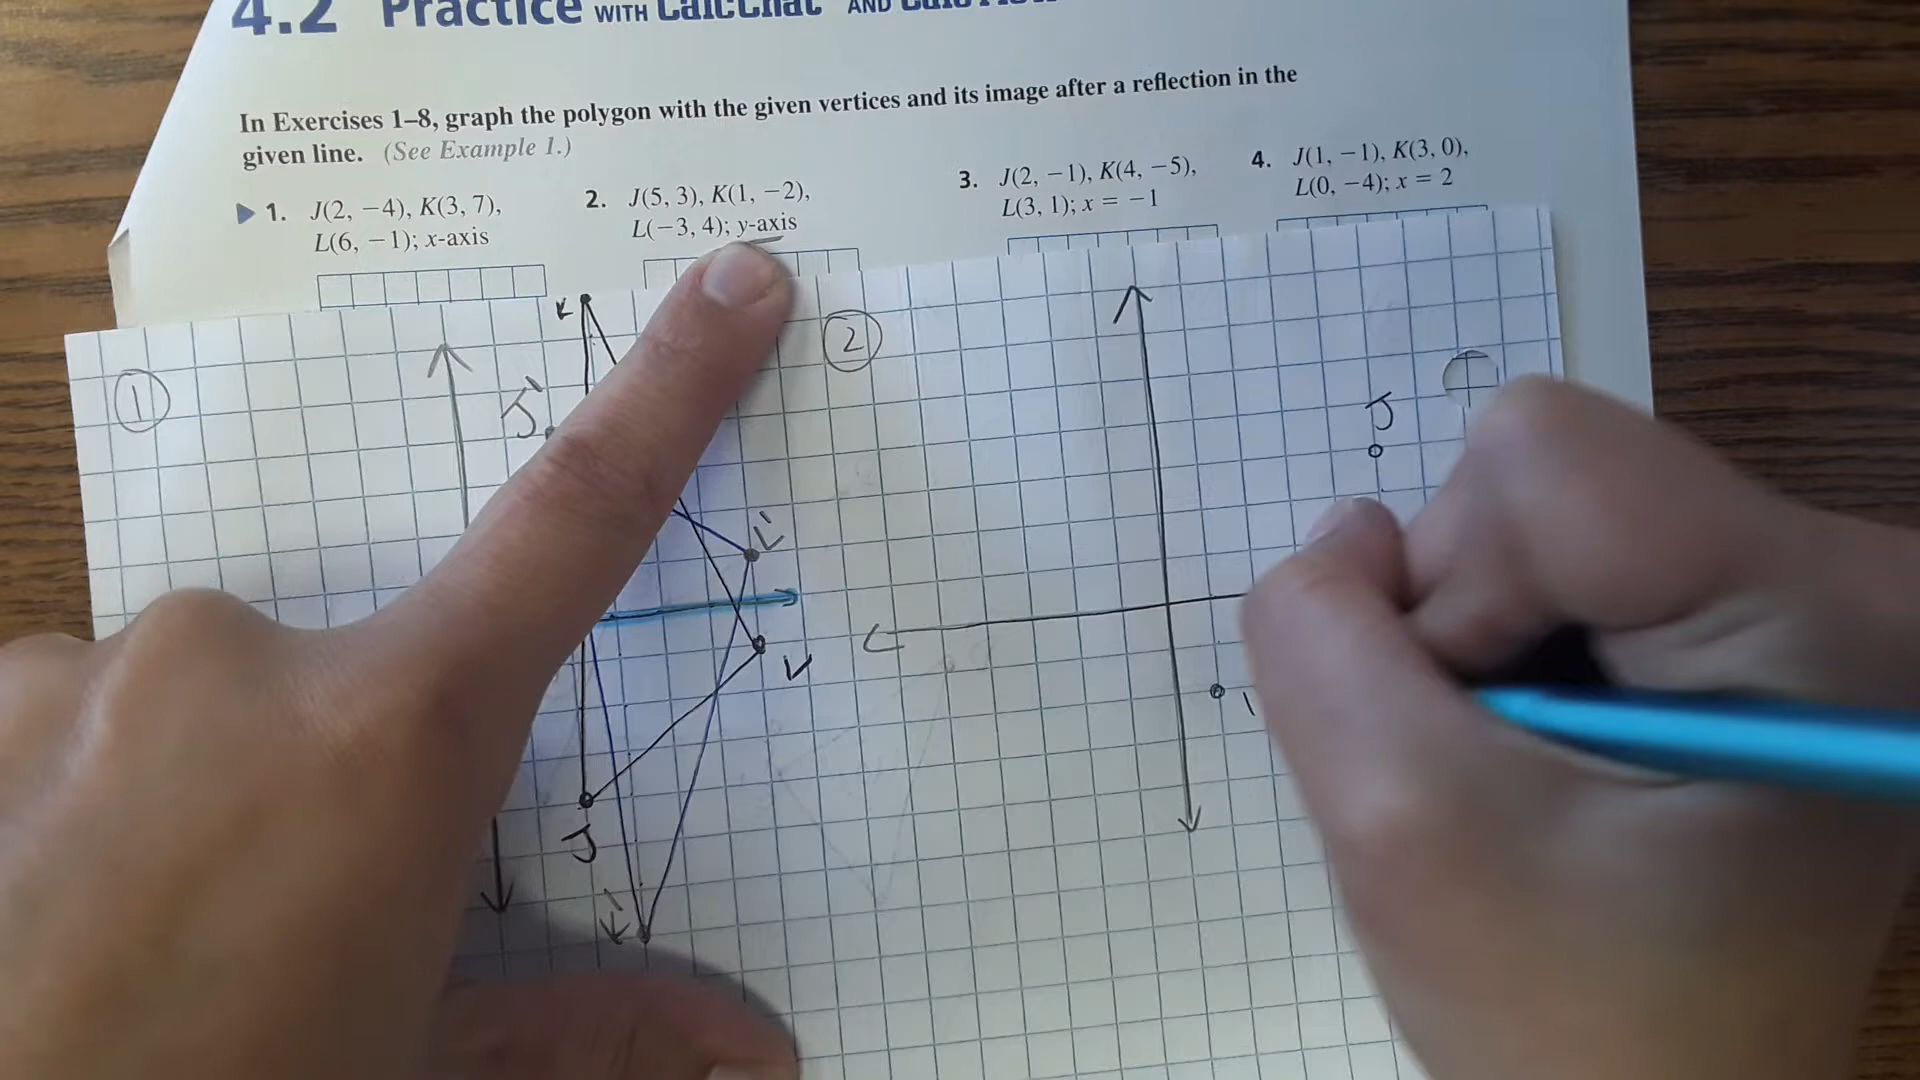 4.2 Practice WITH CalcChat AND
In Exercises 1–8, graph the polygon with the given vertices and its image after a reflection in the
given line. (See Example 1.)
1. J(2, −4), K(3, 7),
L(6, −1); x-axis
2. J(5, 3), K(1, −2),
L(−3, 4); y-axis
3. J(2, −1), K(4, −5),
L(3, 1); x = −1
4. J(1, −1), K(3, 0),
L(0, −4); x = 2
1
K
J'
L'
L
J
K'
2
J